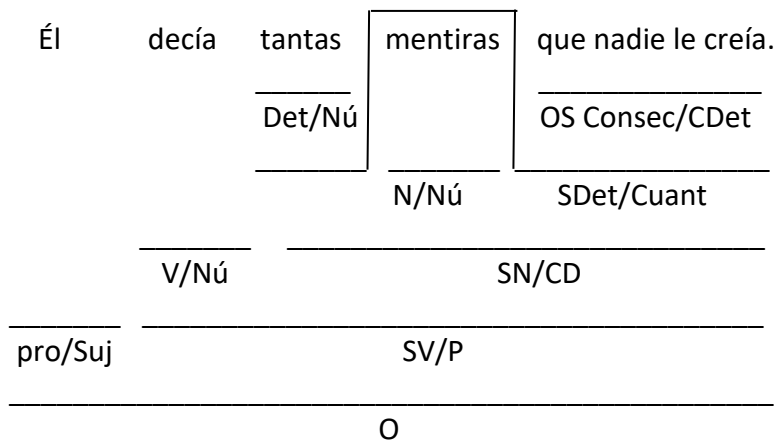 Él decía tantas mentiras que nadie le creía.
Det/Nú OS Consec/CDet
N/Nú SDet/Cuant
V/Nú SN/CD
pro/Suj SV/P
O